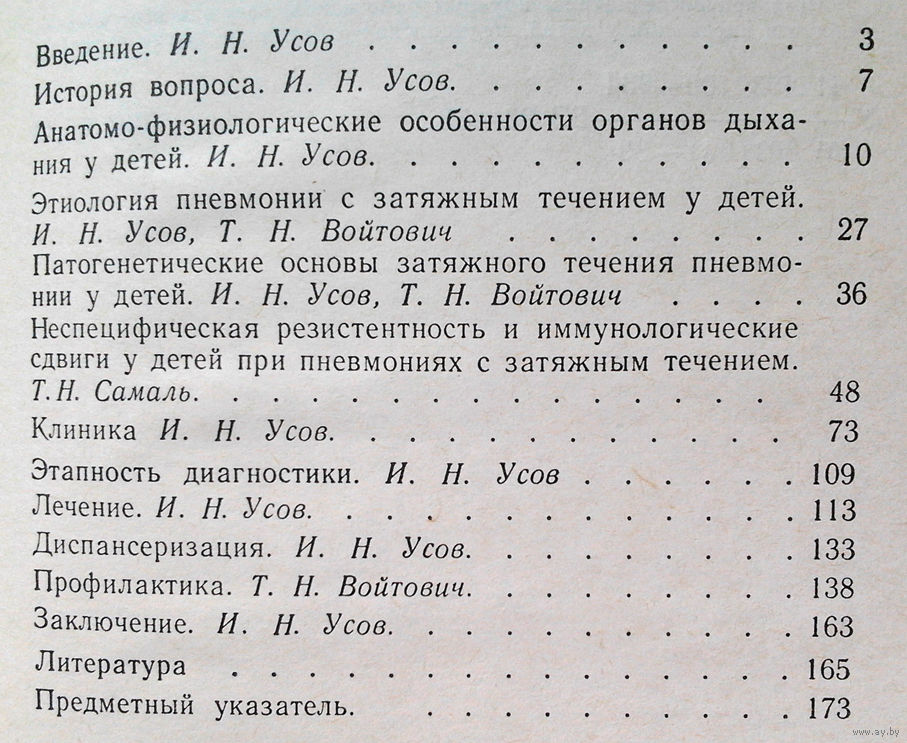 Введение. И. Н. Усов . . . . . . . . . . . 3
История вопроса. И. Н. Усов. . . . . . . . . 7
Анатомо-физиологические особенности органов дыха-
ния у детей. И. Н. Усов. . . . . . . . . . . 10
Этиология пневмонии с затяжным течением у детей.
И. Н. Усов, Т. Н. Войтович . . . . . . . . 27
Патогенетические основы затяжного течения пневмо-
нии у детей. И. Н. Усов, Т. Н. Войтович . . . . 36
Неспецифическая резистентность и иммунологические
сдвиги у детей при пневмониях с затяжным течением.
Т. Н. Самаль. . . . . . . . . . . . . . . . 48
Клиника И. Н. Усов. . . . . . . . . . . . 73
Этапность диагностики. И. Н. Усов . . . . . . 109
Лечение. И. Н. Усов. . . . . . . . . . . . . 113
Диспансеризация. И. Н. Усов. . . . . . . . . 133
Профилактика. Т. Н. Войтович. . . . . . . . . 138
Заключение. И. Н. Усов. . . . . . . . . . . 163
Литература . . . . . . . . . . . . . . . 165
Предметный указатель. . . . . . . . . . . 173
www.ay.by